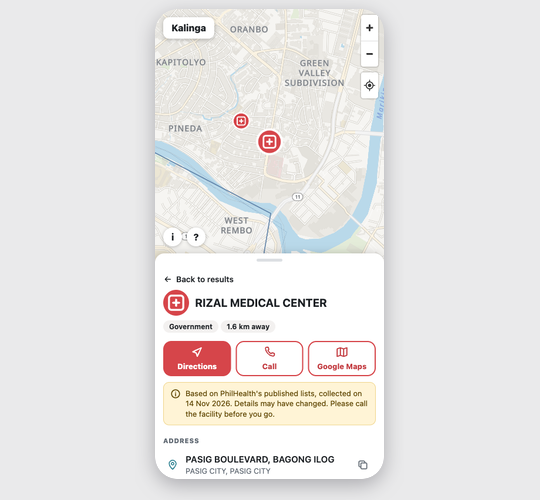 Kalinga
ORANBO
+
KAPITOLYO
−
GREEN
VALLEY
SUBDIVISION
PINEDA
11
WEST
REMBO
i
?
← Back to results
RIZAL MEDICAL CENTER
Government
1.6 km away
Directions
Call
Google Maps
Based on PhilHealth's published lists, collected on
14 Nov 2026. Details may have changed. Please call
the facility before you go.
ADDRESS
PASIG BOULEVARD, BAGONG ILOG
PASIG CITY, PASIG CITY